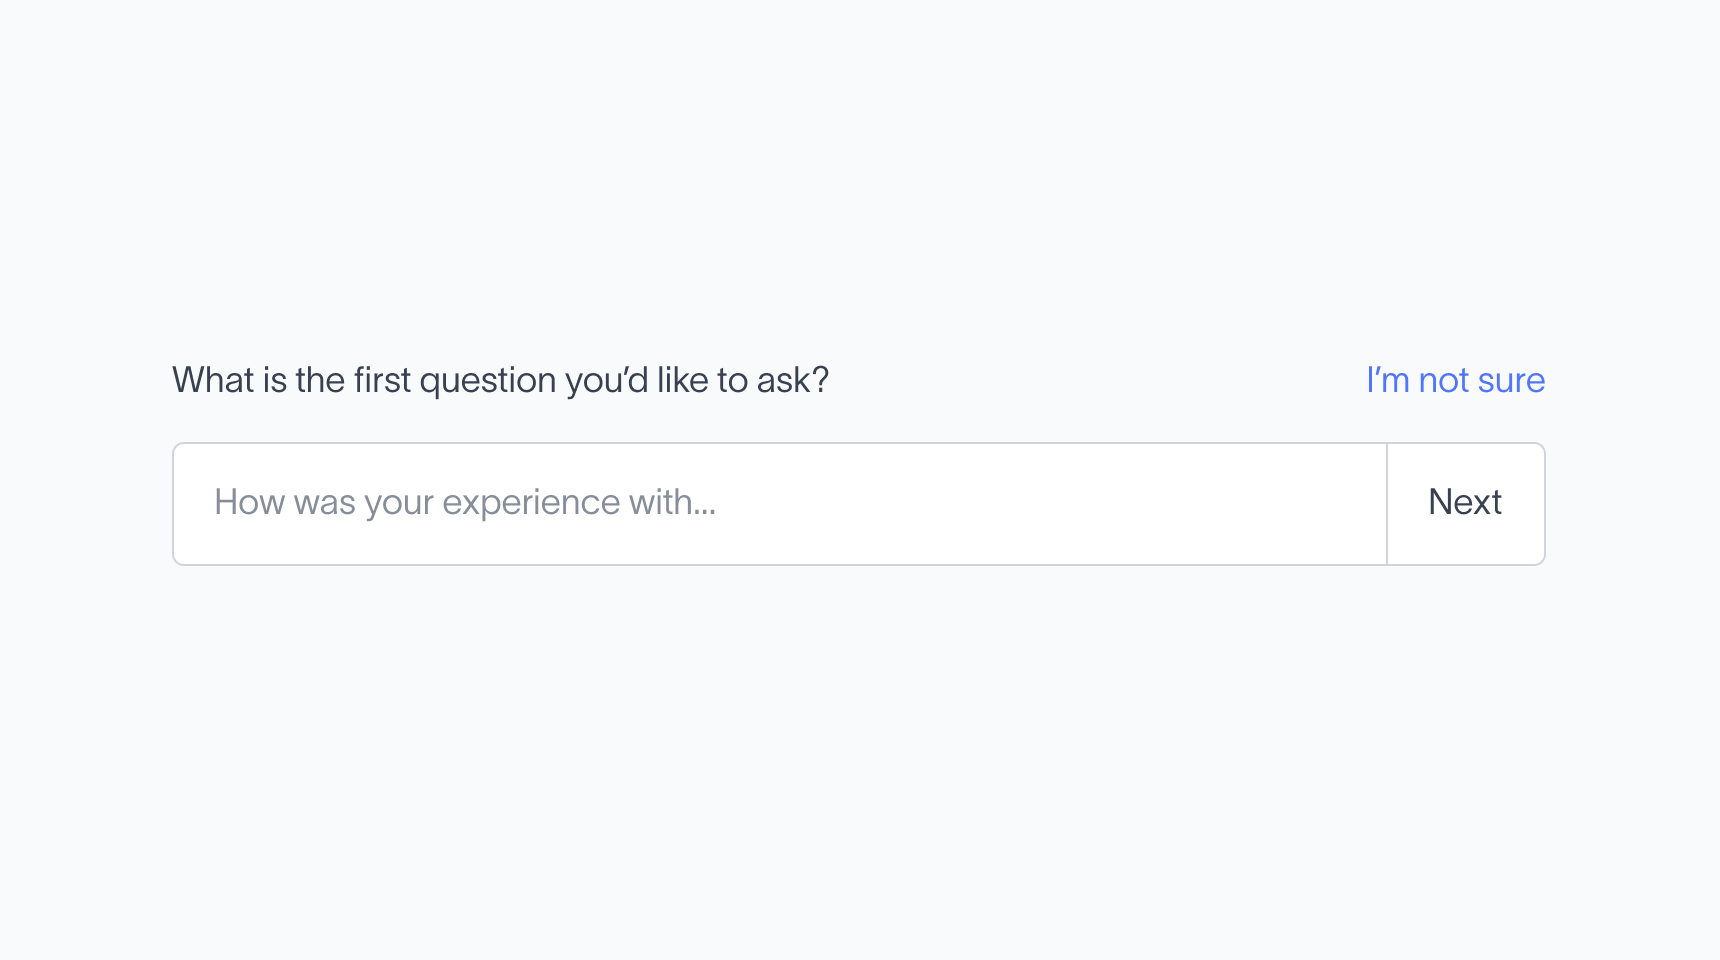 What is the first question you’d like to ask?
I’m not sure
How was your experience with...
Next